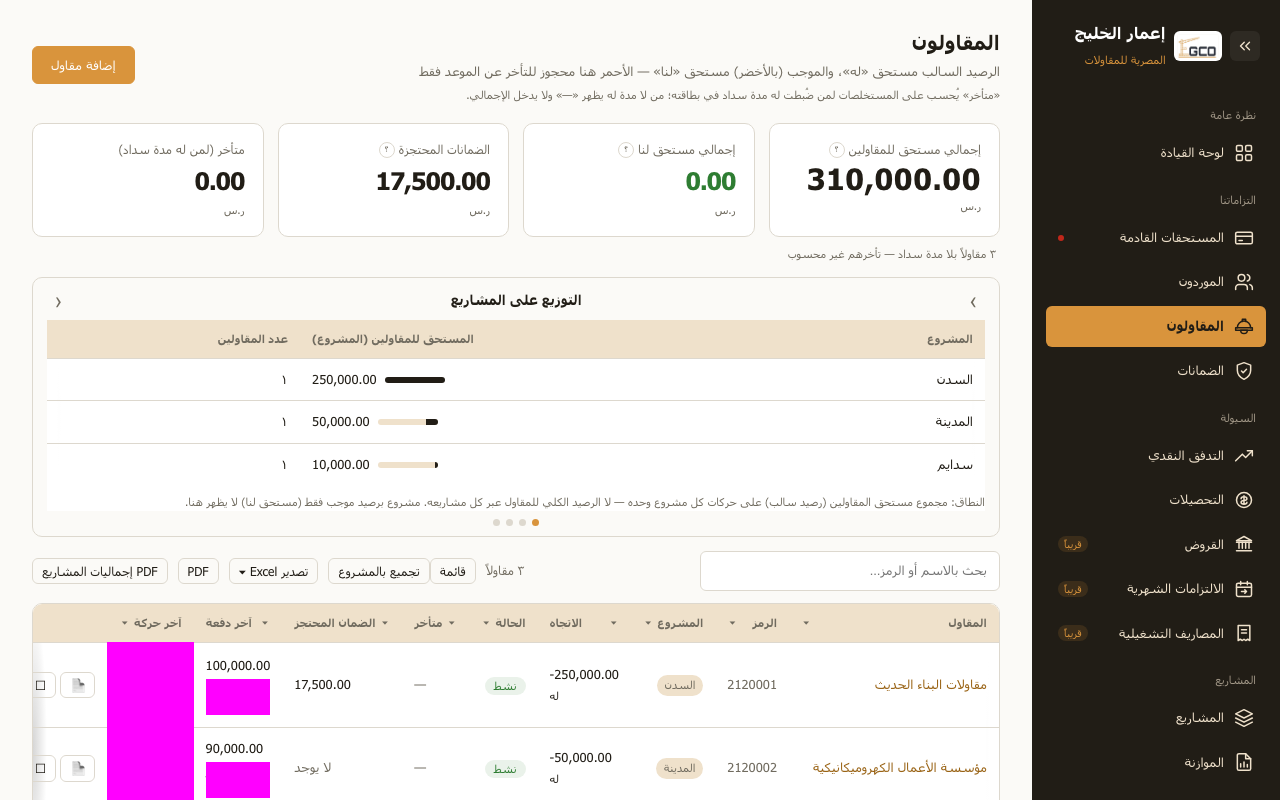 إعمار الخليج
المصرية للمقاولات
GCO
نظرة عامة
لوحة القيادة
التزاماتنا
المستحقات القادمة
الموردون
المقاولون
الضمانات
السيولة
التدفق النقدي
التحصيلات
القروض
قريباً
الالتزامات الشهرية
قريباً
المصاريف التشغيلية
قريباً
المشاريع
المشاريع
الموازنة
المقاولون
الرصيد السالب مستحق «له»، والموجب (بالأخضر) مستحق «لنا» — الأحمر هنا محجوز للتأخر عن الموعد فقط
«متأخر» يُحسب على المستخلصات لمن ضُبطت له مدة سداد في بطاقته؛ من لا مدة له يظهر «—» ولا يدخل الإجمالي.
إضافة مقاول
إجمالي مستحق للمقاولين ؟
310,000.00
ر.س
إجمالي مستحق لنا ؟
0.00
ر.س
الضمانات المحتجزة ؟
17,500.00
ر.س
متأخر (لمن له مدة سداد)
0.00
ر.س
٣ مقاولاً بلا مدة سداد — تأخرهم غير محسوب
التوزيع على المشاريع
المشروع المستحق للمقاولين (المشروع) عدد المقاولين
السدن 250,000.00 ١
المدينة 50,000.00 ١
سدايم 10,000.00 ١
النطاق: مجموع مستحق المقاولين (رصيد سالب) على حركات كل مشروع وحده — لا الرصيد الكلي للمقاول عبر كل مشاريعه. مشروع برصيد موجب فقط (مستحق لنا) لا يظهر هنا.
بحث بالاسم أو الرمز...
٣ مقاولاً
قائمة
تجميع بالمشروع
تصدير Excel
PDF
PDF إجماليات المشاريع
المقاول الرمز المشروع الاتجاه الحالة متأخر الضمان المحتجز آخر دفعة آخر حركة
مقاولات البناء الحديث 2120001 السدن -250,000.00 له نشط — 17,500.00 100,000.00
مؤسسة الأعمال الكهروميكانيكية 2120002 المدينة -50,000.00 له نشط — لا يوجد 90,000.00